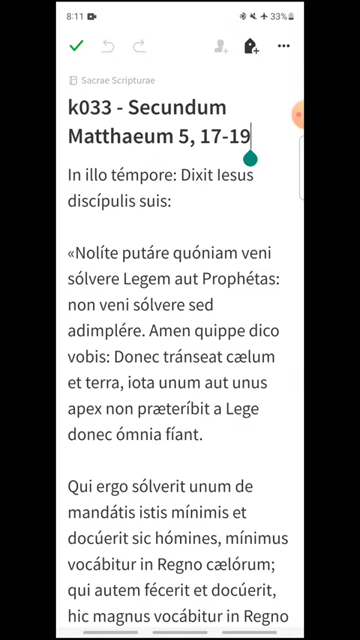 8:11
33%
Sacrae Scripturae
k033 - Secundum
Matthaeum 5, 17-19
In illo témpore: Dixit Iesus
discípulis suis:
«Nolíte putáre quóniam veni
sólvere Legem aut Prophétas:
non veni sólvere sed
adimplére. Amen quippe dico
vobis: Donec tránseat cælum
et terra, iota unum aut unus
apex non præteríbit a Lege
donec ómnia fíant.
Qui ergo sólverit unum de
mandátis istis mínimis et
docúerit sic hómines, mínimus
vocábitur in Regno cælórum;
qui autem fécerit et docúerit,
hic magnus vocábitur in Regno